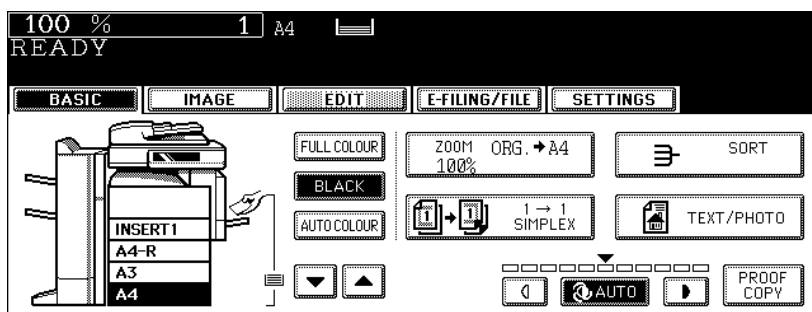 100 % 1 A4
READY
BASIC IMAGE EDIT E-FILING/FILE SETTINGS
FULL COLOUR
BLACK
AUTO COLOUR
ZOOM ORG.→A4
100%
SORT
1 → 1
SIMPLEX
TEXT/PHOTO
INSERT1
A4-R
A3
A4
AUTO
PROOF
COPY